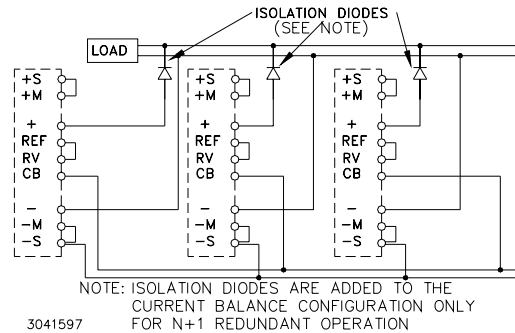 ISOLATION DIODES
(SEE NOTE)
LOAD
+S +S +S
+M +M +M
+ + +
REF REF REF
RV RV RV
CB CB CB
– – –
–M –M –M
–S –S –S
NOTE: ISOLATION DIODES ARE ADDED TO THE
CURRENT BALANCE CONFIGURATION ONLY
3041597 FOR N+1 REDUNDANT OPERATION